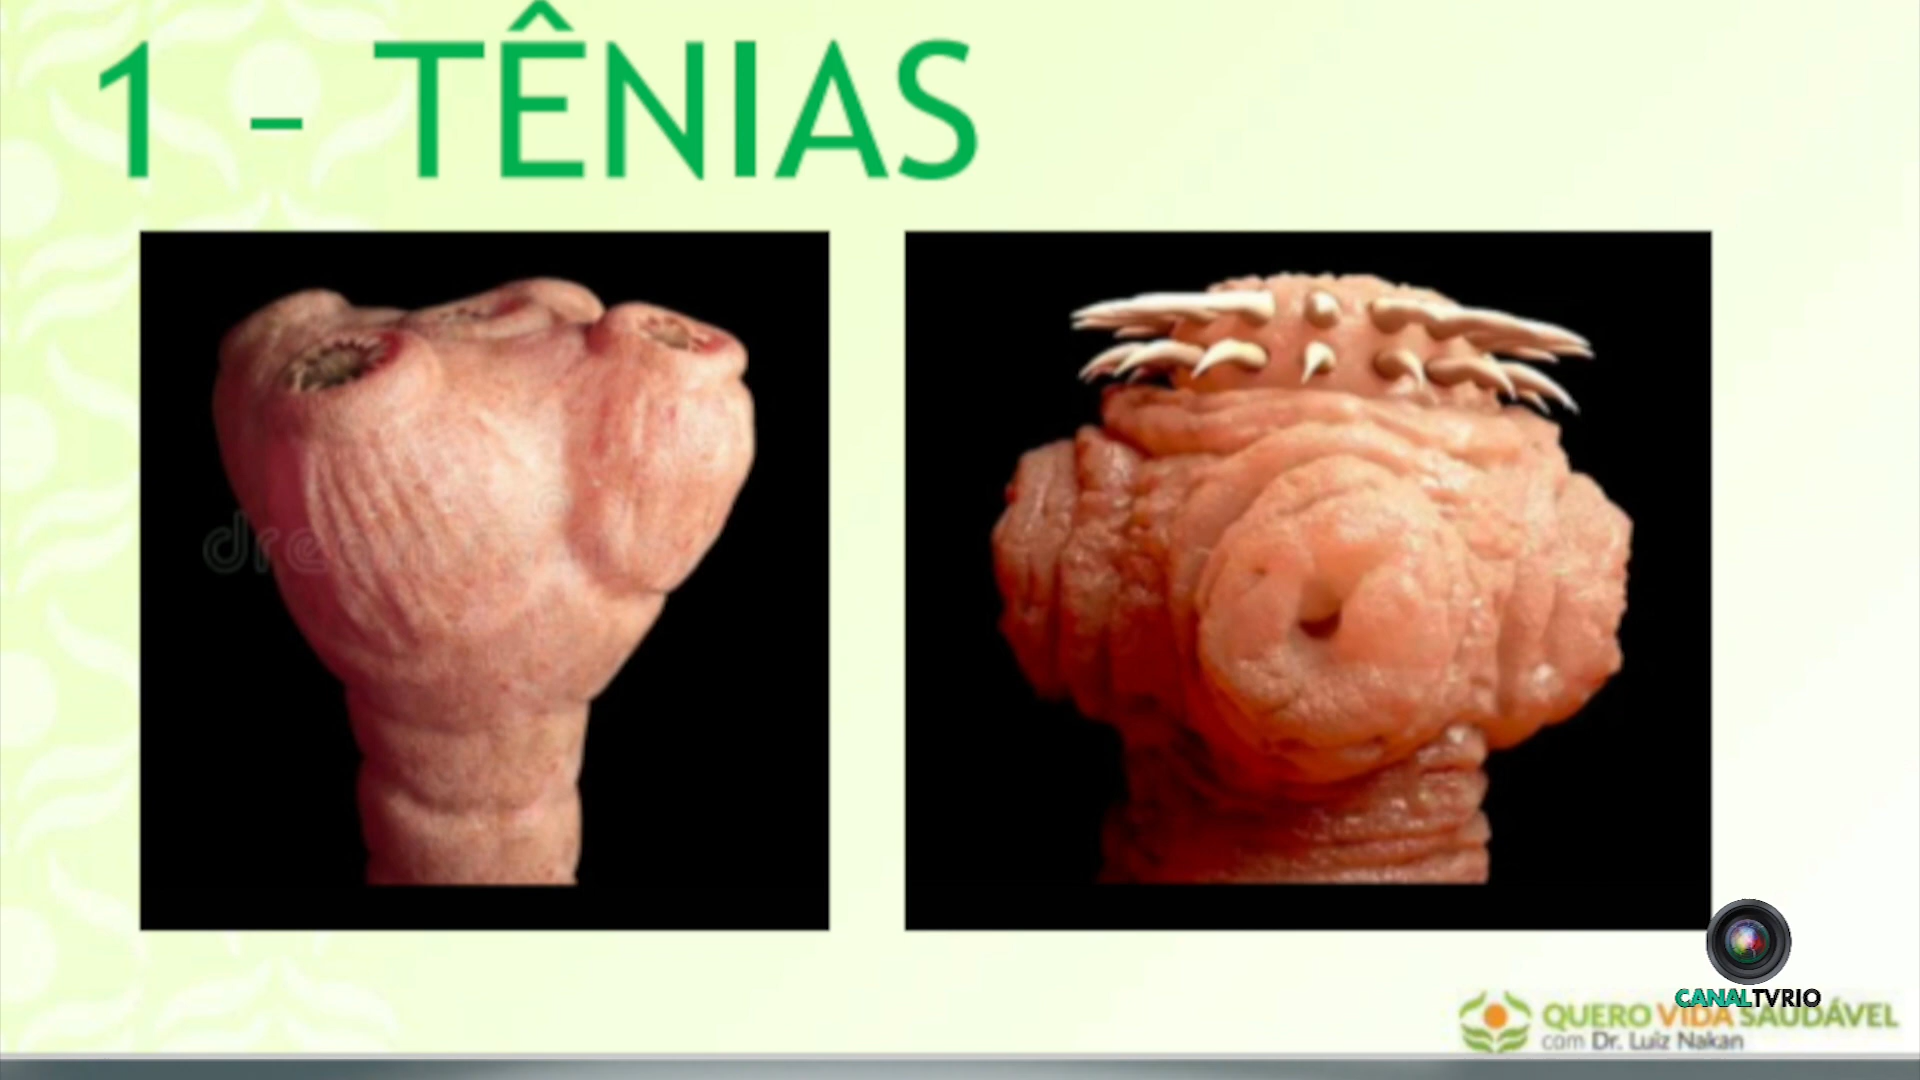 1 - TÊNIAS
CANALTVRIO
QUERO VIDA SAUDÁVEL
com Dr. Luiz Nakan